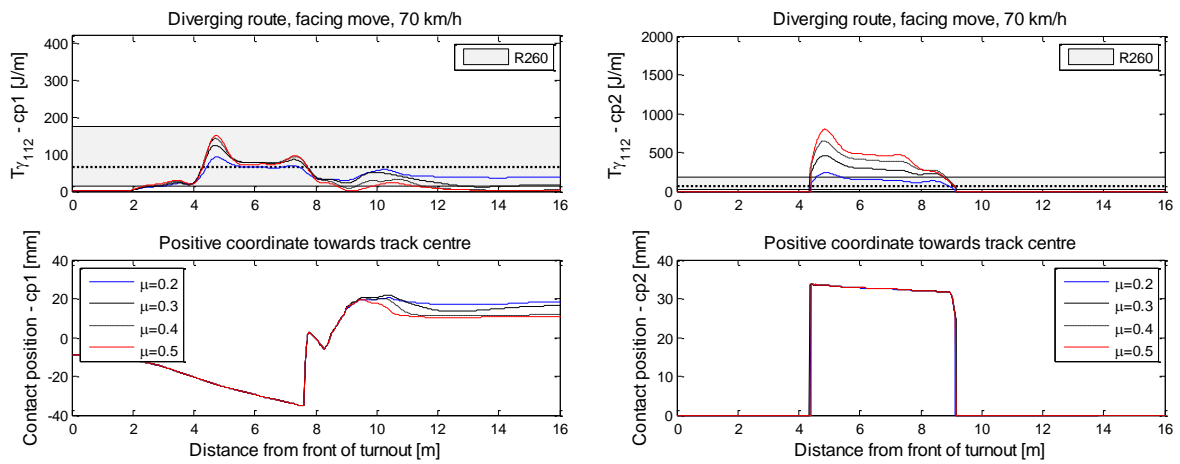 Diverging route, facing move, 70 km/h
Tγ112 - cp1 [J/m]
400
300
200
100
0
0 2 4 6 8 10 12 14 16
R260
Diverging route, facing move, 70 km/h
Tγ112 - cp2 [J/m]
2000
1500
1000
500
0
0 2 4 6 8 10 12 14 16
R260
Positive coordinate towards track centre
Contact position - cp1 [mm]
40
20
0
-20
-40
0 2 4 6 8 10 12 14 16
μ=0.2
μ=0.3
μ=0.4
μ=0.5
Distance from front of turnout [m]
Positive coordinate towards track centre
Contact position - cp2 [mm]
40
30
20
10
0
0 2 4 6 8 10 12 14 16
μ=0.2
μ=0.3
μ=0.4
μ=0.5
Distance from front of turnout [m]